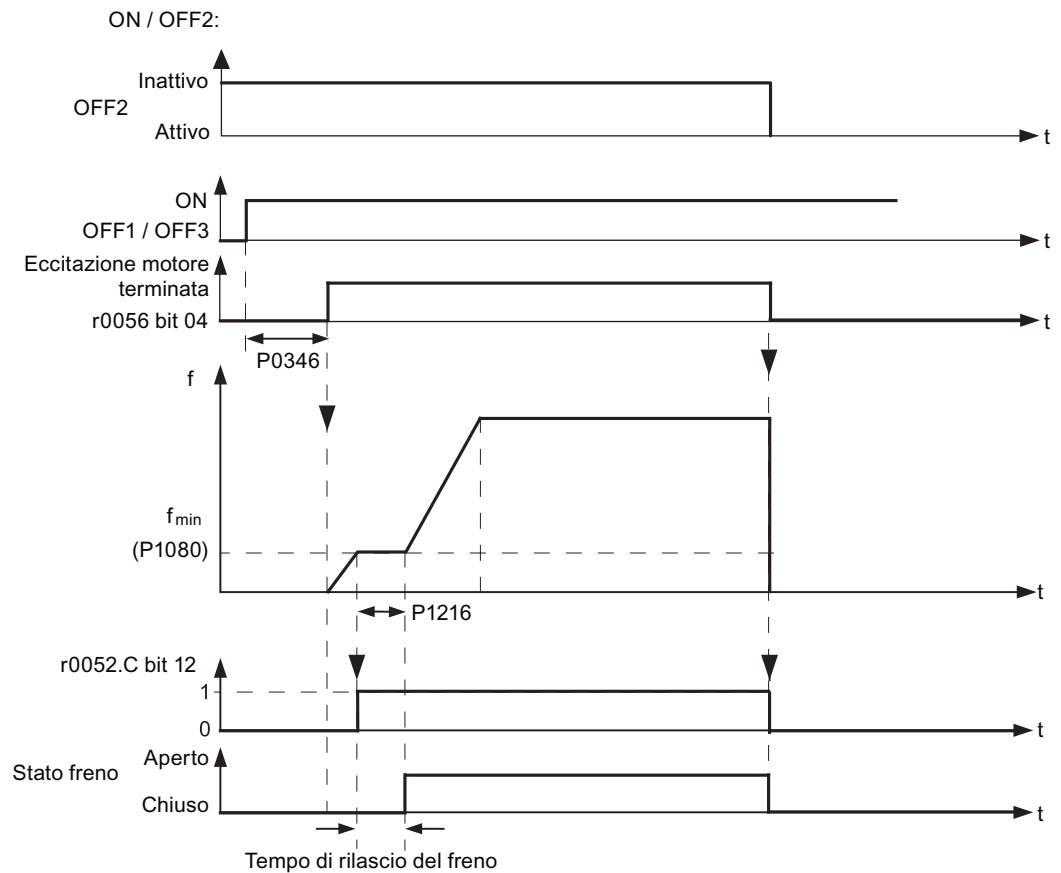 ON / OFF2:
Inattivo
OFF2
Attivo
t
ON
OFF1 / OFF3
t
Eccitazione motore
terminata
r0056 bit 04
t
P0346
f
fmin
(P1080)
t
P1216
r0052.C bit 12
1
0
t
Aperto
Stato freno
Chiuso
t
Tempo di rilascio del freno